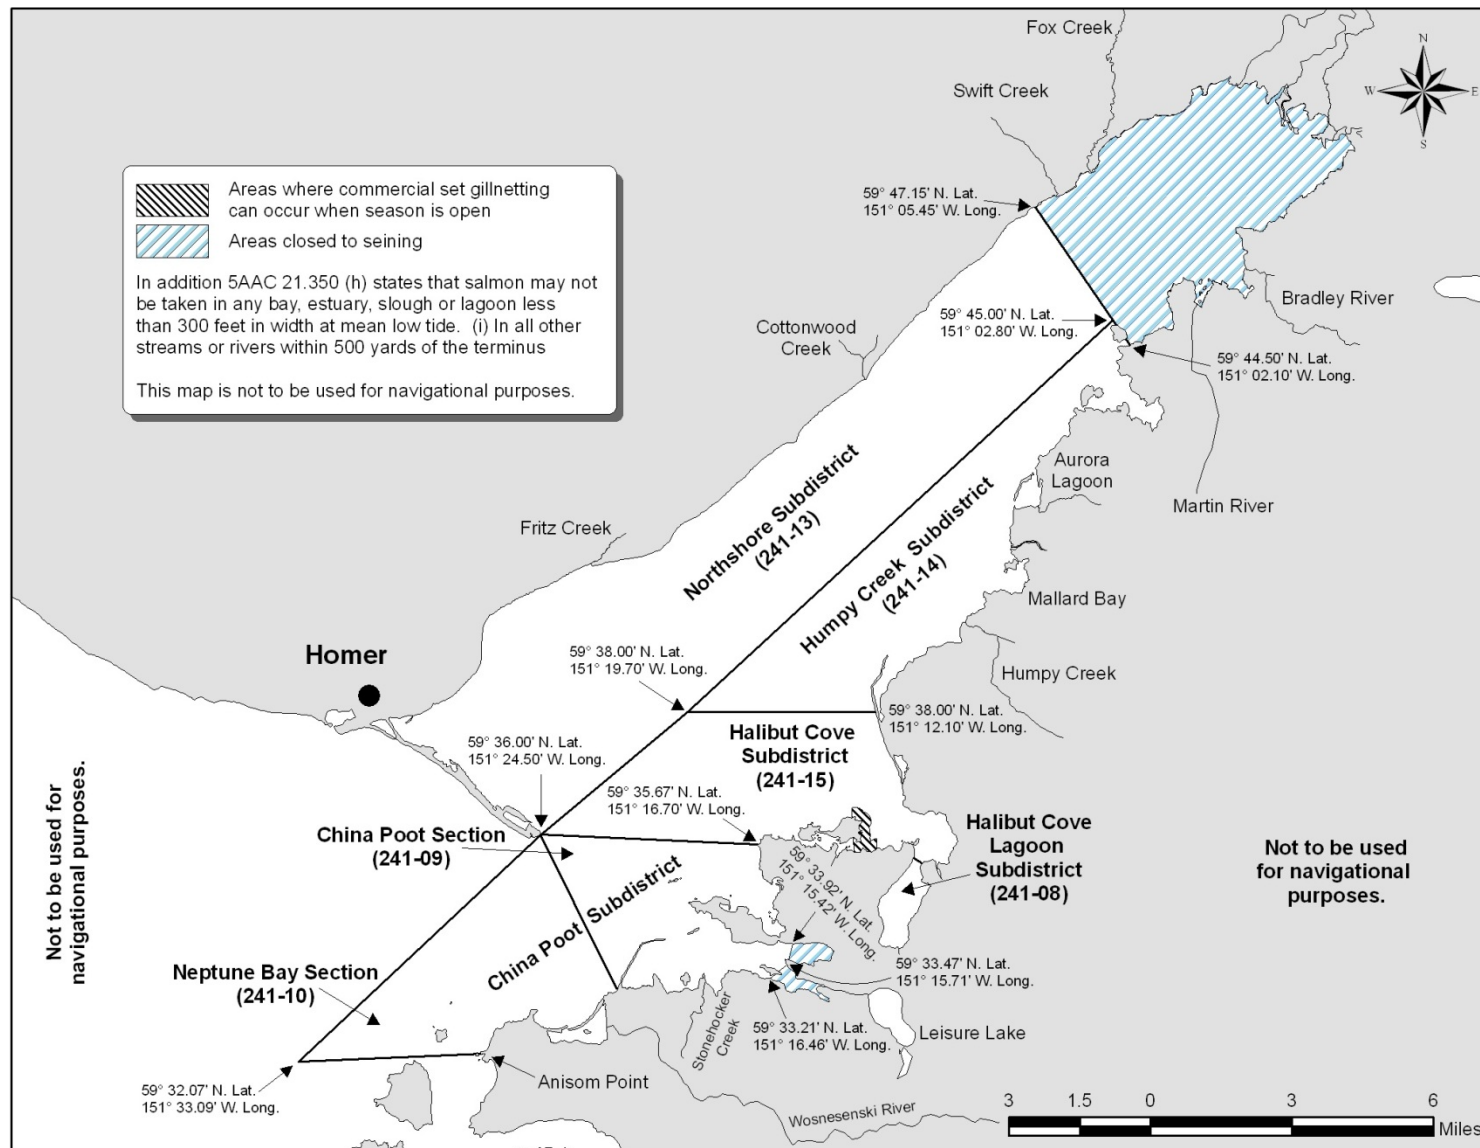 Fox Creek
Swift Creek
N
W
E
S
Areas where commercial set gillnetting
can occur when season is open
Areas closed to seining
In addition 5AAC 21.350 (h) states that salmon may not
be taken in any bay, estuary, slough or lagoon less
than 300 feet in width at mean low tide. (i) In all other
streams or rivers within 500 yards of the terminus
This map is not to be used for navigational purposes.
59° 47.15' N. Lat.
151° 05.45' W. Long.
Bradley River
59° 45.00' N. Lat.
151° 02.80' W. Long.
Cottonwood
Creek
59° 44.50' N. Lat.
151° 02.10' W. Long.
Aurora
Lagoon
Martin River
Northshore Subdistrict
(241-13)
Humpy Creek Subdistrict
(241-14)
Fritz Creek
Mallard Bay
Homer
59° 38.00' N. Lat.
151° 19.70' W. Long.
Humpy Creek
59° 38.00' N. Lat.
151° 12.10' W. Long.
Halibut Cove
Subdistrict
(241-15)
59° 36.00' N. Lat.
151° 24.50' W. Long.
59° 35.67' N. Lat.
151° 16.70' W. Long.
Not to be used for
navigational purposes.
China Poot Section
(241-09)
Halibut Cove
Lagoon
Subdistrict
(241-08)
Not to be used
for navigational
purposes.
59° 33.92' N. Lat.
151° 15.42' W. Long.
China Poot Subdistrict
Neptune Bay Section
(241-10)
59° 33.47' N. Lat.
151° 15.71' W. Long.
Stonehocker
Creek
59° 33.21' N. Lat.
151° 16.46' W. Long.
Leisure Lake
Anisom Point
59° 32.07' N. Lat.
151° 33.09' W. Long.
Wosnesenski River
3 1.5 0 3 6
Miles